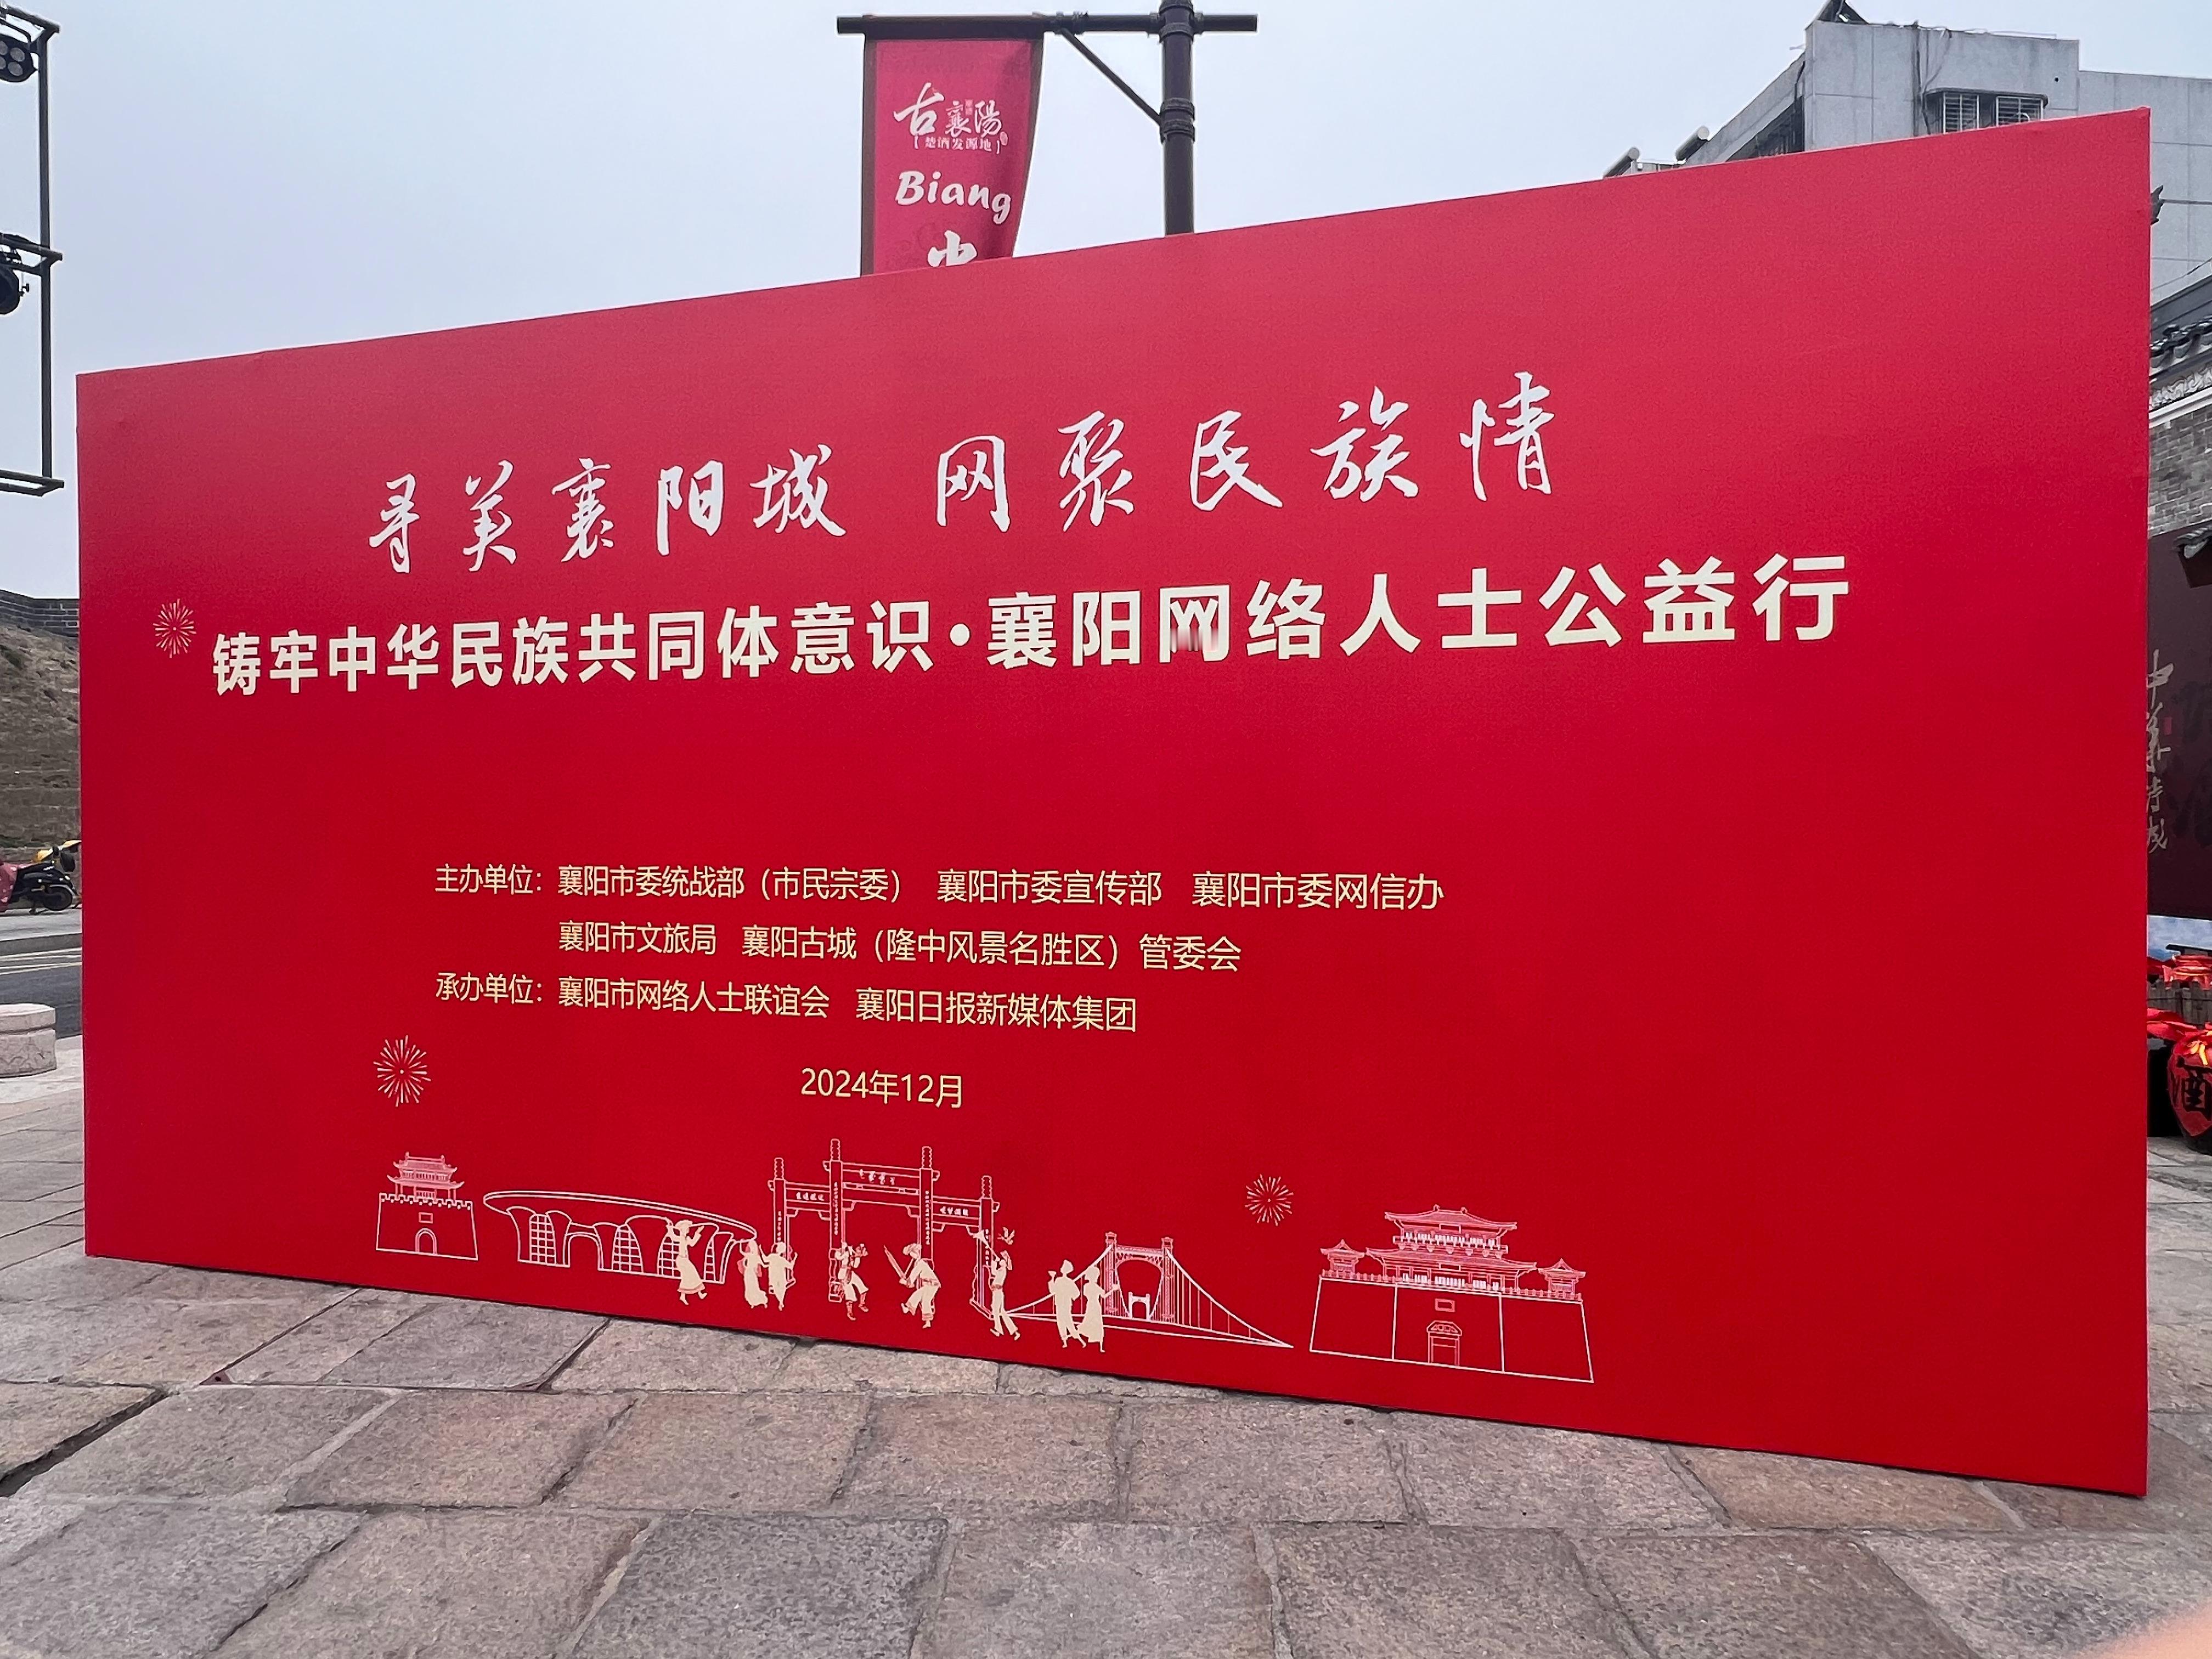 古襄陽
楚酒发源地
Biang
寻美襄阳城 网聚民族情
铸牢中华民族共同体意识·襄阳网络人士公益行
主办单位：襄阳市委统战部（市民宗委） 襄阳市委宣传部 襄阳市委网信办
襄阳市文旅局 襄阳古城（隆中风景名胜区）管委会
承办单位：襄阳市网络人士联谊会 襄阳日报新媒体集团
2024年12月
酒